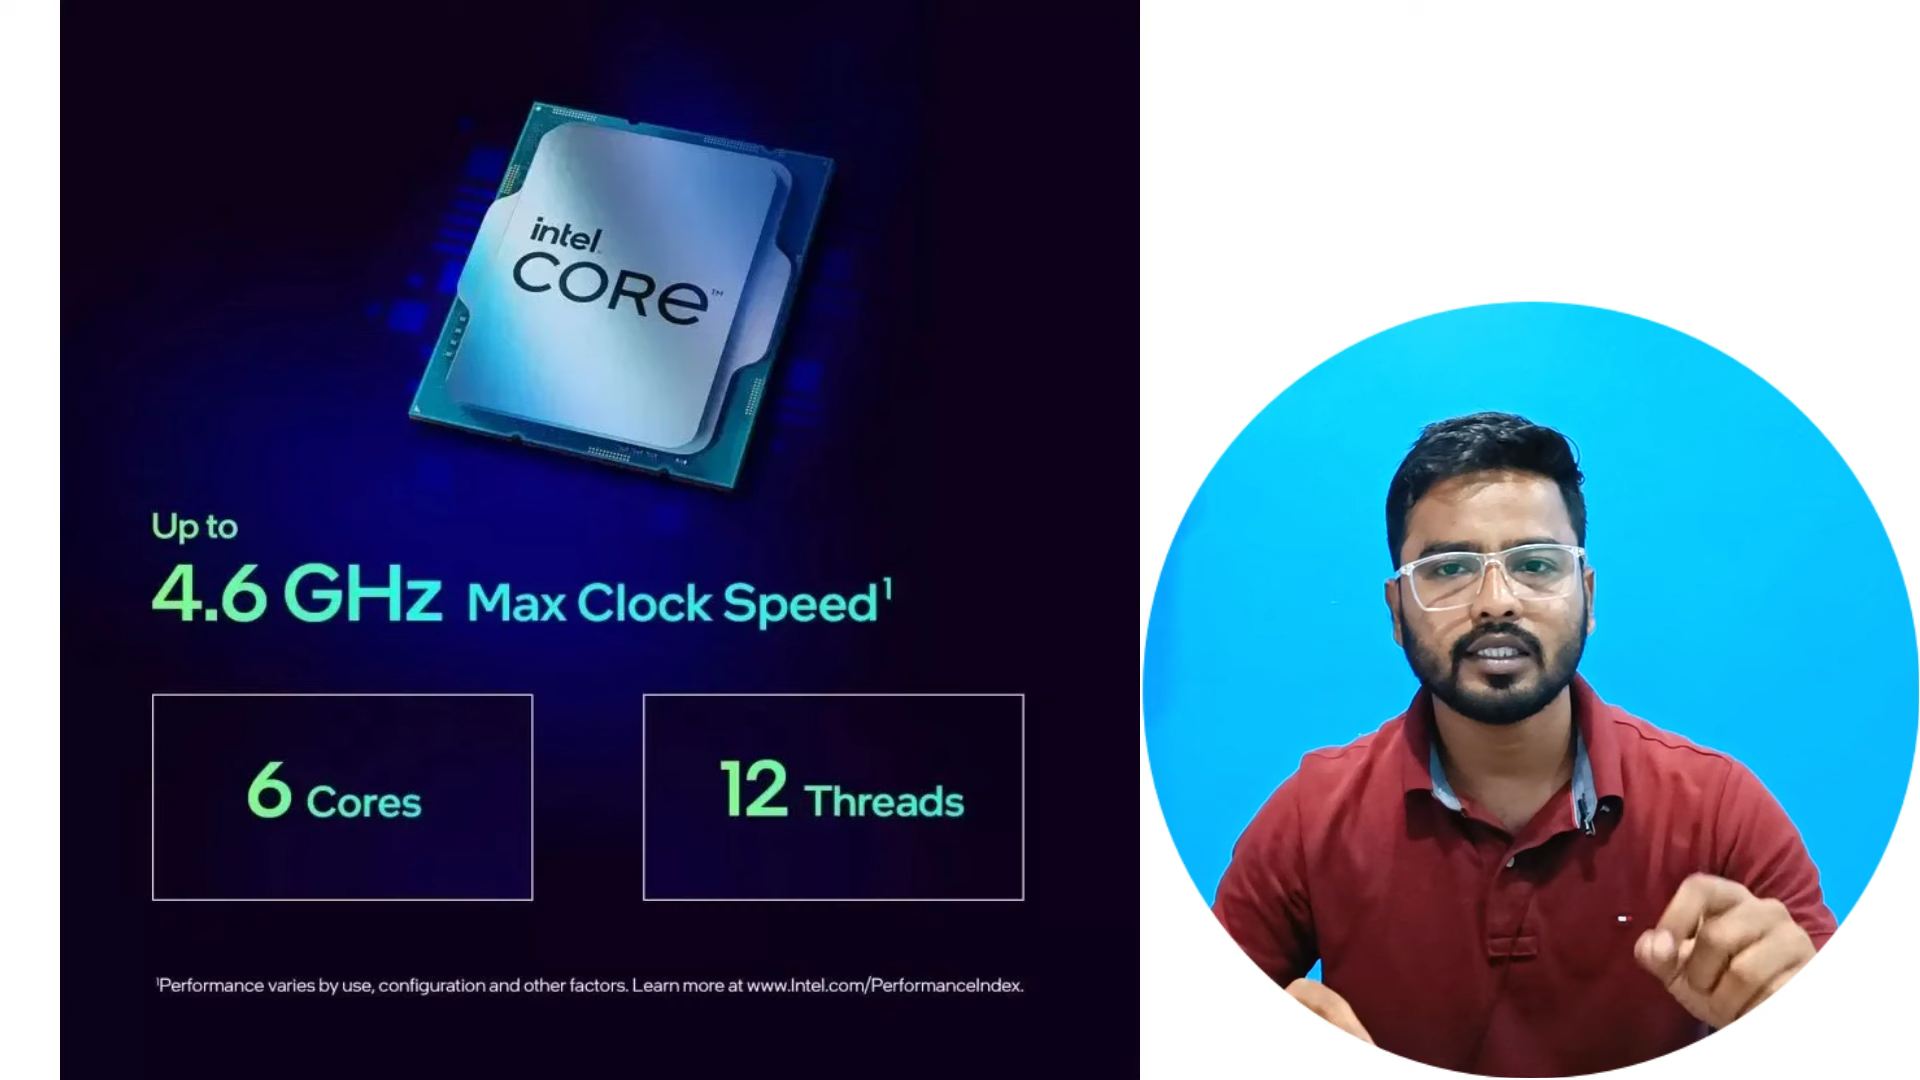 intel
CORE™
Up to
4.6 GHz Max Clock Speed¹
6 Cores
12 Threads
¹Performance varies by use, configuration and other factors. Learn more at www.Intel.com/PerformanceIndex.